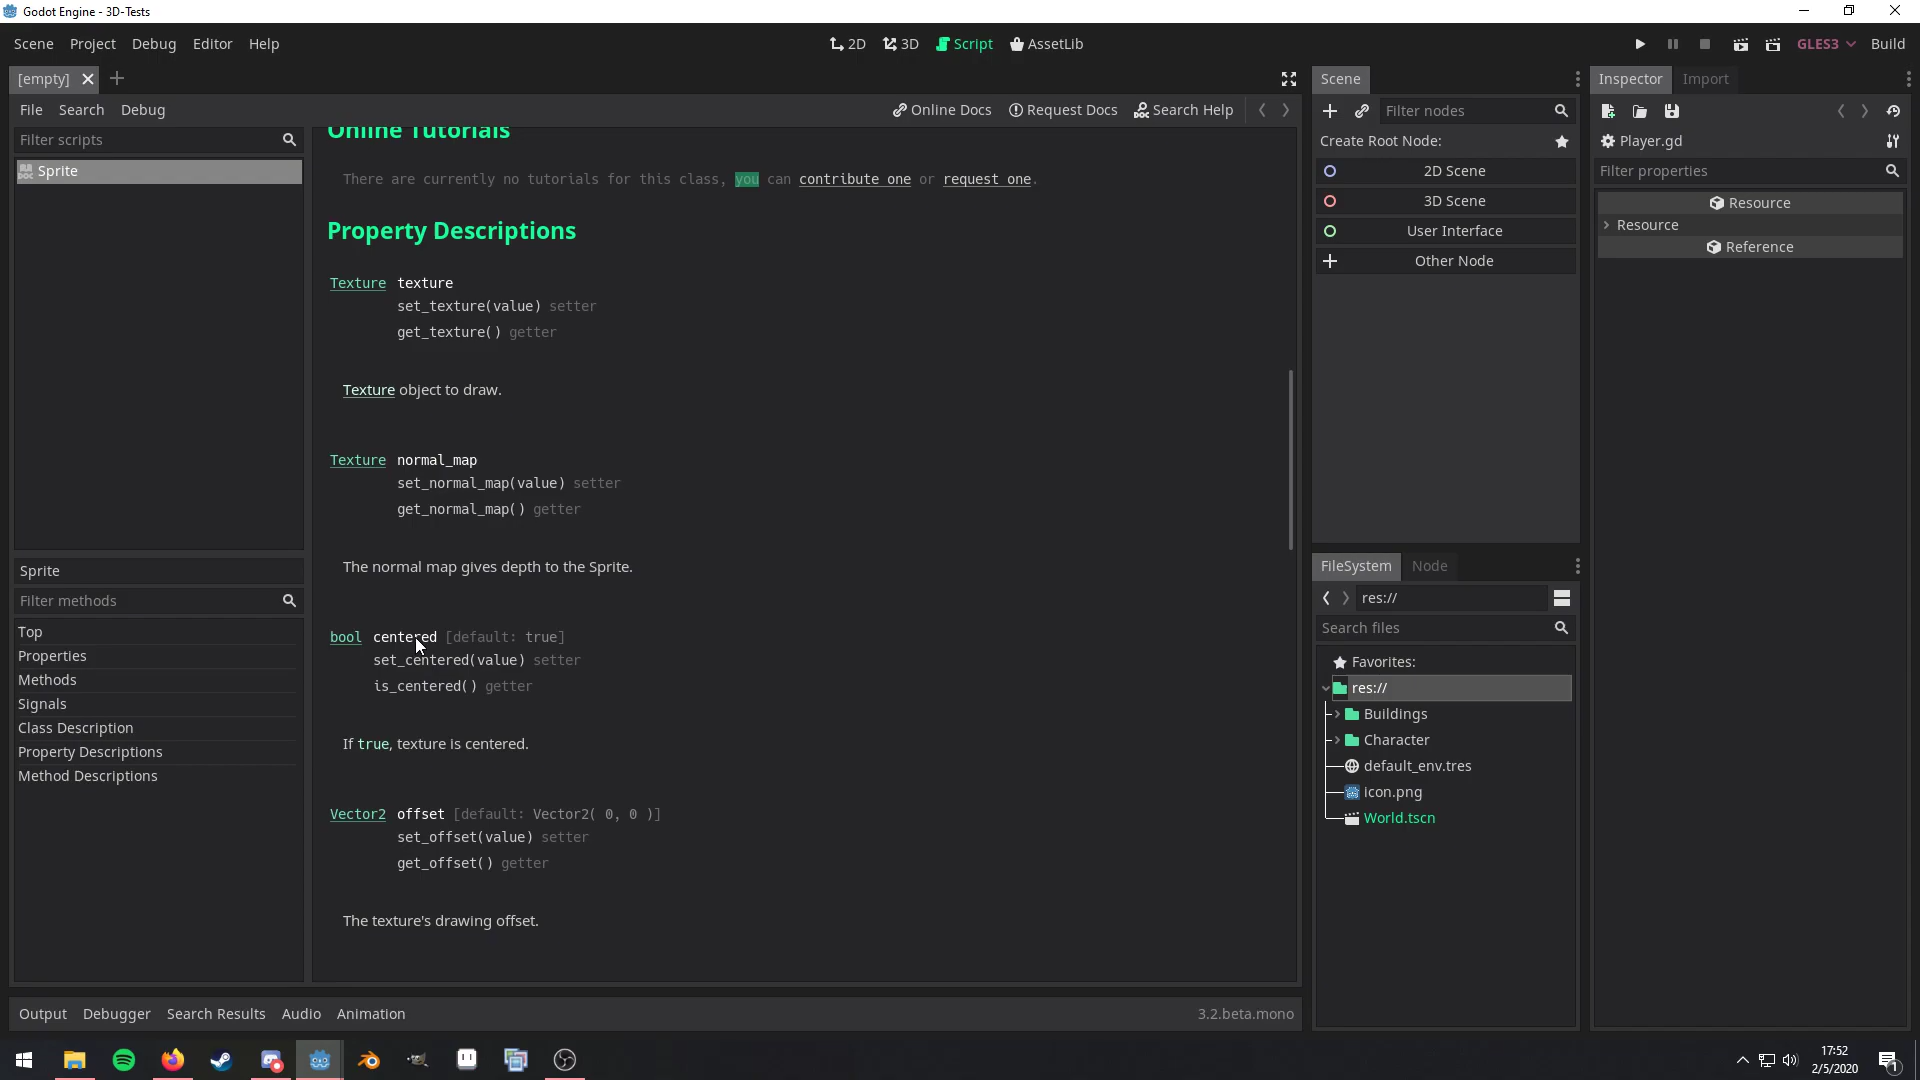 Godot Engine - 3D-Tests
Scene Project Debug Editor Help
2D 3D Script AssetLib
GLES3 Build
[empty]
File Search Debug
Online Docs Request Docs Search Help
Filter scripts
Sprite
Sprite
Filter methods
Top
Properties
Methods
Signals
Class Description
Property Descriptions
Method Descriptions
Online Tutorials
There are currently no tutorials for this class, you can contribute one or request one.
Property Descriptions
Texture texture
set_texture(value) setter
get_texture() getter
Texture object to draw.
Texture normal_map
set_normal_map(value) setter
get_normal_map() getter
The normal map gives depth to the Sprite.
bool centered [default: true]
set_centered(value) setter
is_centered() getter
If true, texture is centered.
Vector2 offset [default: Vector2( 0, 0 )]
set_offset(value) setter
get_offset() getter
The texture's drawing offset.
Output Debugger Search Results Audio Animation
3.2.beta.mono
Scene
Filter nodes
Create Root Node:
2D Scene
3D Scene
User Interface
Other Node
FileSystem Node
res://
Search files
Favorites:
res://
Buildings
Character
default_env.tres
icon.png
World.tscn
Inspector Import
Player.gd
Filter properties
Resource
Resource
Reference
17:52
2/5/2020
1